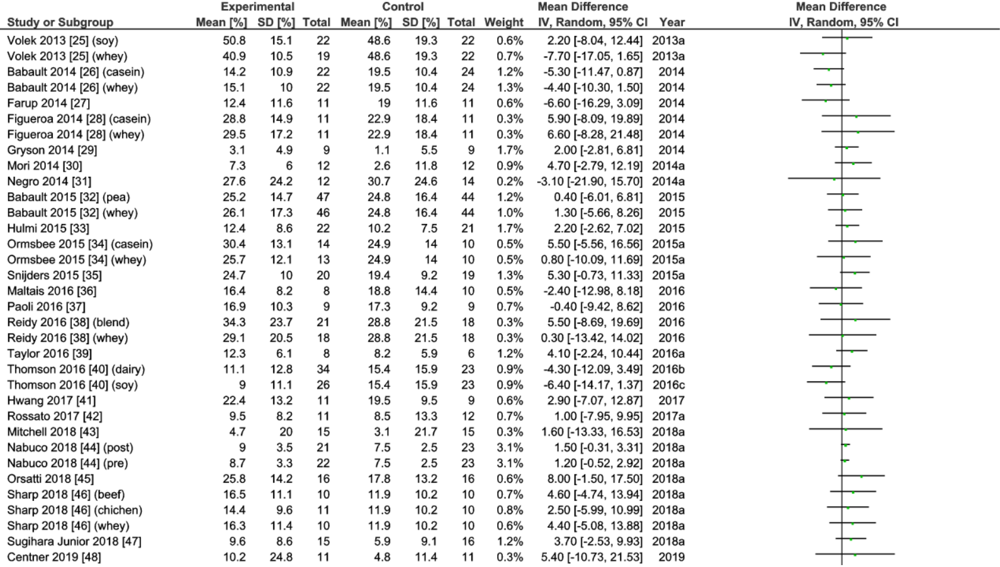 Experimental Control Mean Difference Mean Difference
Study or Subgroup Mean [%] SD [%] Total Mean [%] SD [%] Total Weight IV, Random, 95% CI Year IV, Random, 95% CI
Volek 2013 [25] (soy) 50.8 15.1 22 48.6 19.3 22 0.6% 2.20 [-8.04, 12.44] 2013a
Volek 2013 [25] (whey) 40.9 10.5 19 48.6 19.3 22 0.7% -7.70 [-17.05, 1.65] 2013a
Babault 2014 [26] (casein) 14.2 10.9 22 19.5 10.4 24 1.2% -5.30 [-11.47, 0.87] 2014
Babault 2014 [26] (whey) 15.1 10 22 19.5 10.4 24 1.3% -4.40 [-10.30, 1.50] 2014
Farup 2014 [27] 12.4 11.6 11 19 11.6 11 0.6% -6.60 [-16.29, 3.09] 2014
Figueroa 2014 [28] (casein) 28.8 14.9 11 22.9 18.4 11 0.3% 5.90 [-8.09, 19.89] 2014
Figueroa 2014 [28] (whey) 29.5 17.2 11 22.9 18.4 11 0.3% 6.60 [-8.28, 21.48] 2014
Gryson 2014 [29] 3.1 4.9 9 1.1 5.5 9 1.7% 2.00 [-2.81, 6.81] 2014
Mori 2014 [30] 7.3 6 12 2.6 11.8 12 0.9% 4.70 [-2.79, 12.19] 2014a
Negro 2014 [31] 27.6 24.2 12 30.7 24.6 14 0.2% -3.10 [-21.90, 15.70] 2014a
Babault 2015 [32] (pea) 25.2 14.7 47 24.8 16.4 44 1.2% 0.40 [-6.01, 6.81] 2015
Babault 2015 [32] (whey) 26.1 17.3 46 24.8 16.4 44 1.0% 1.30 [-5.66, 8.26] 2015
Hulmi 2015 [33] 12.4 8.6 22 10.2 7.5 21 1.7% 2.20 [-2.62, 7.02] 2015
Ormsbee 2015 [34] (casein) 30.4 13.1 14 24.9 14 10 0.5% 5.50 [-5.56, 16.56] 2015a
Ormsbee 2015 [34] (whey) 25.7 12.1 13 24.9 14 10 0.5% 0.80 [-10.09, 11.69] 2015a
Snijders 2015 [35] 24.7 10 20 19.4 9.2 19 1.3% 5.30 [-0.73, 11.33] 2015a
Maltais 2016 [36] 16.4 8.2 8 18.8 14.4 10 0.5% -2.40 [-12.98, 8.18] 2016
Paoli 2016 [37] 16.9 10.3 9 17.3 9.2 9 0.7% -0.40 [-9.42, 8.62] 2016
Reidy 2016 [38] (blend) 34.3 23.7 21 28.8 21.5 18 0.3% 5.50 [-8.69, 19.69] 2016
Reidy 2016 [38] (whey) 29.1 20.5 18 28.8 21.5 18 0.3% 0.30 [-13.42, 14.02] 2016
Taylor 2016 [39] 12.3 6.1 8 8.2 5.9 6 1.2% 4.10 [-2.24, 10.44] 2016a
Thomson 2016 [40] (dairy) 11.1 12.8 34 15.4 15.9 23 0.9% -4.30 [-12.09, 3.49] 2016b
Thomson 2016 [40] (soy) 9 11.1 26 15.4 15.9 23 0.9% -6.40 [-14.17, 1.37] 2016c
Hwang 2017 [41] 22.4 13.2 11 19.5 9.5 9 0.6% 2.90 [-7.07, 12.87] 2017
Rossato 2017 [42] 9.5 8.2 11 8.5 13.3 12 0.7% 1.00 [-7.95, 9.95] 2017a
Mitchell 2018 [43] 4.7 20 15 3.1 21.7 15 0.3% 1.60 [-13.33, 16.53] 2018a
Nabuco 2018 [44] (post) 9 3.5 21 7.5 2.5 23 3.1% 1.50 [-0.31, 3.31] 2018a
Nabuco 2018 [44] (pre) 8.7 3.3 22 7.5 2.5 23 3.1% 1.20 [-0.52, 2.92] 2018a
Orsatti 2018 [45] 25.8 14.2 16 17.8 13.2 16 0.6% 8.00 [-1.50, 17.50] 2018a
Sharp 2018 [46] (beef) 16.5 11.1 10 11.9 10.2 10 0.7% 4.60 [-4.74, 13.94] 2018a
Sharp 2018 [46] (chichen) 14.4 9.6 11 11.9 10.2 10 0.8% 2.50 [-5.99, 10.99] 2018a
Sharp 2018 [46] (whey) 16.3 11.4 10 11.9 10.2 10 0.6% 4.40 [-5.08, 13.88] 2018a
Sugihara Junior 2018 [47] 9.6 8.6 15 5.9 9.1 16 1.2% 3.70 [-2.53, 9.93] 2018a
Centner 2019 [48] 10.2 24.8 11 4.8 11.4 11 0.3% 5.40 [-10.73, 21.53] 2019